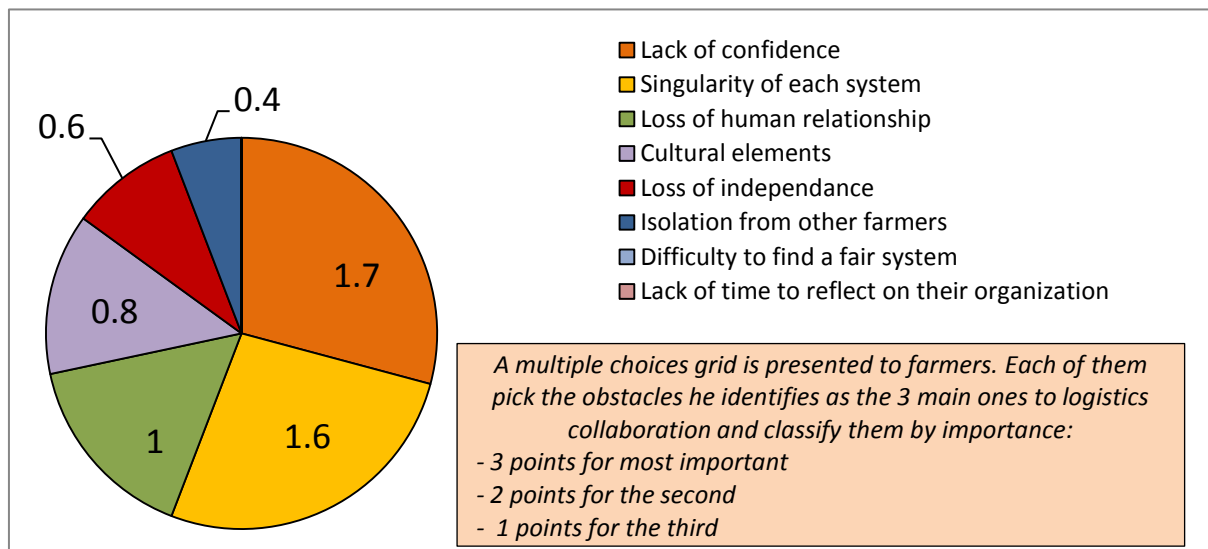 0.4
0.6
1.7
0.8
1.6
1
Lack of confidence
Singularity of each system
Loss of human relationship
Cultural elements
Loss of independance
Isolation from other farmers
Difficulty to find a fair system
Lack of time to reflect on their organization
A multiple choices grid is presented to farmers. Each of them
pick the obstacles he identifies as the 3 main ones to logistics
collaboration and classify them by importance:
- 3 points for most important
- 2 points for the second
- 1 points for the third